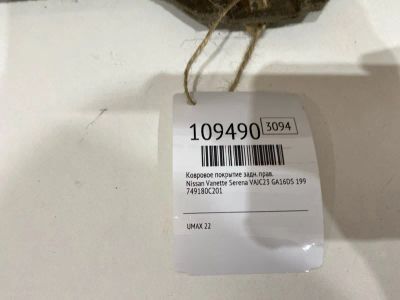 109490 3094
Ковровое покрытие задн. прав.
Nissan Vanette Serena VAJC23 GA16DS 199
749180C201
UMAX 22